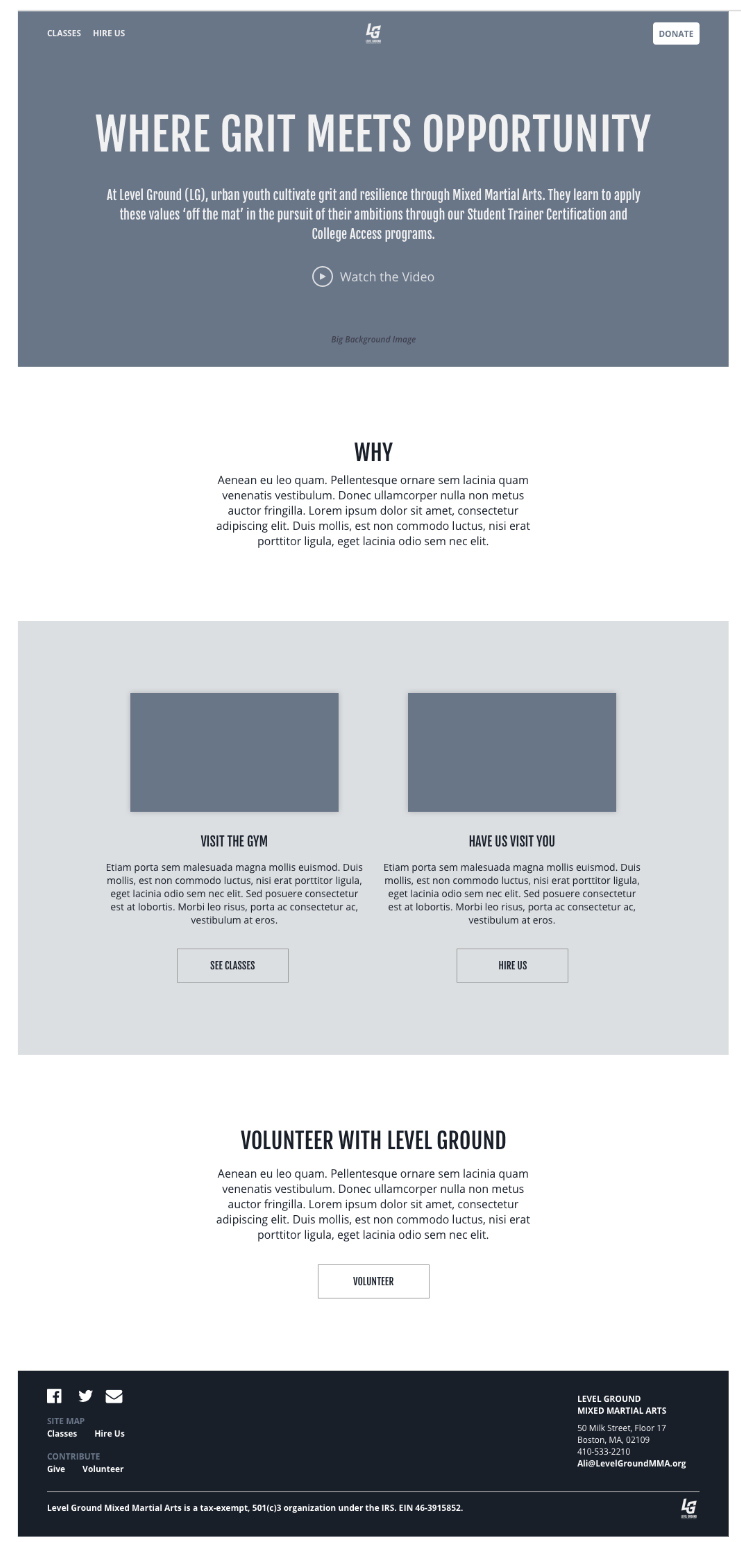 CLASSES HIRE US
LG
LEVEL GROUND
DONATE
WHERE GRIT MEETS OPPORTUNITY
At Level Ground (LG), urban youth cultivate grit and resilience through Mixed Martial Arts. They learn to apply
these values ‘off the mat’ in the pursuit of their ambitions through our Student Trainer Certification and
College Access programs.
Watch the Video
Big Background Image
WHY
Aenean eu leo quam. Pellentesque ornare sem lacinia quam
venenatis vestibulum. Donec ullamcorper nulla non metus
auctor fringilla. Lorem ipsum dolor sit amet, consectetur
adipiscing elit. Duis mollis, est non commodo luctus, nisi erat
porttitor ligula, eget lacinia odio sem nec elit.
VISIT THE GYM
Etiam porta sem malesuada magna mollis euismod. Duis
mollis, est non commodo luctus, nisi erat porttitor ligula,
eget lacinia odio sem nec elit. Sed posuere consectetur
est at lobortis. Morbi leo risus, porta ac consectetur ac,
vestibulum at eros.
SEE CLASSES
HAVE US VISIT YOU
Etiam porta sem malesuada magna mollis euismod. Duis
mollis, est non commodo luctus, nisi erat porttitor ligula,
eget lacinia odio sem nec elit. Sed posuere consectetur
est at lobortis. Morbi leo risus, porta ac consectetur ac,
vestibulum at eros.
HIRE US
VOLUNTEER WITH LEVEL GROUND
Aenean eu leo quam. Pellentesque ornare sem lacinia quam
venenatis vestibulum. Donec ullamcorper nulla non metus
auctor fringilla. Lorem ipsum dolor sit amet, consectetur
adipiscing elit. Duis mollis, est non commodo luctus, nisi erat
porttitor ligula, eget lacinia odio sem nec elit.
VOLUNTEER
SITE MAP
Classes Hire Us
CONTRIBUTE
Give Volunteer
LEVEL GROUND
MIXED MARTIAL ARTS
50 Milk Street, Floor 17
Boston, MA, 02109
410-533-2210
Ali@LevelGroundMMA.org
Level Ground Mixed Martial Arts is a tax-exempt, 501(c)3 organization under the IRS. EIN 46-3915852.
LG
LEVEL GROUND